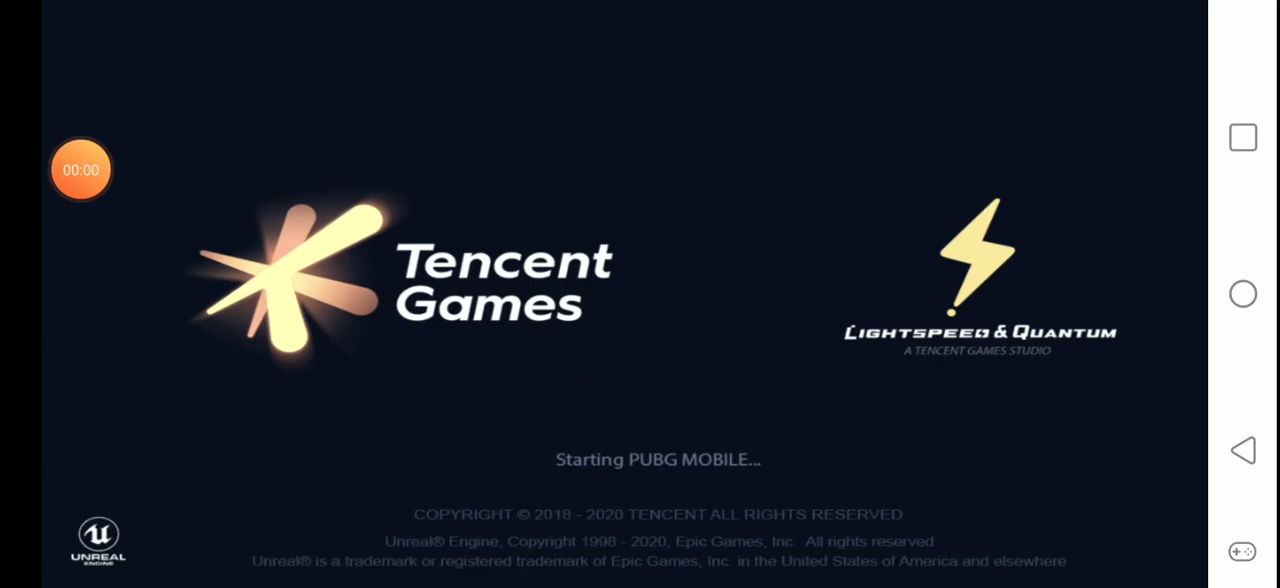 00:00
Tencent
Games
LIGHTSPEED & QUANTUM
A TENCENT GAMES STUDIO
Starting PUBG MOBILE...
COPYRIGHT © 2018 - 2020 TENCENT ALL RIGHTS RESERVED
Unreal® Engine, Copyright 1998 - 2020, Epic Games, Inc. All rights reserved
Unreal® is a trademark or registered trademark of Epic Games, Inc. in the United States of America and elsewhere
UNREAL
ENGINE